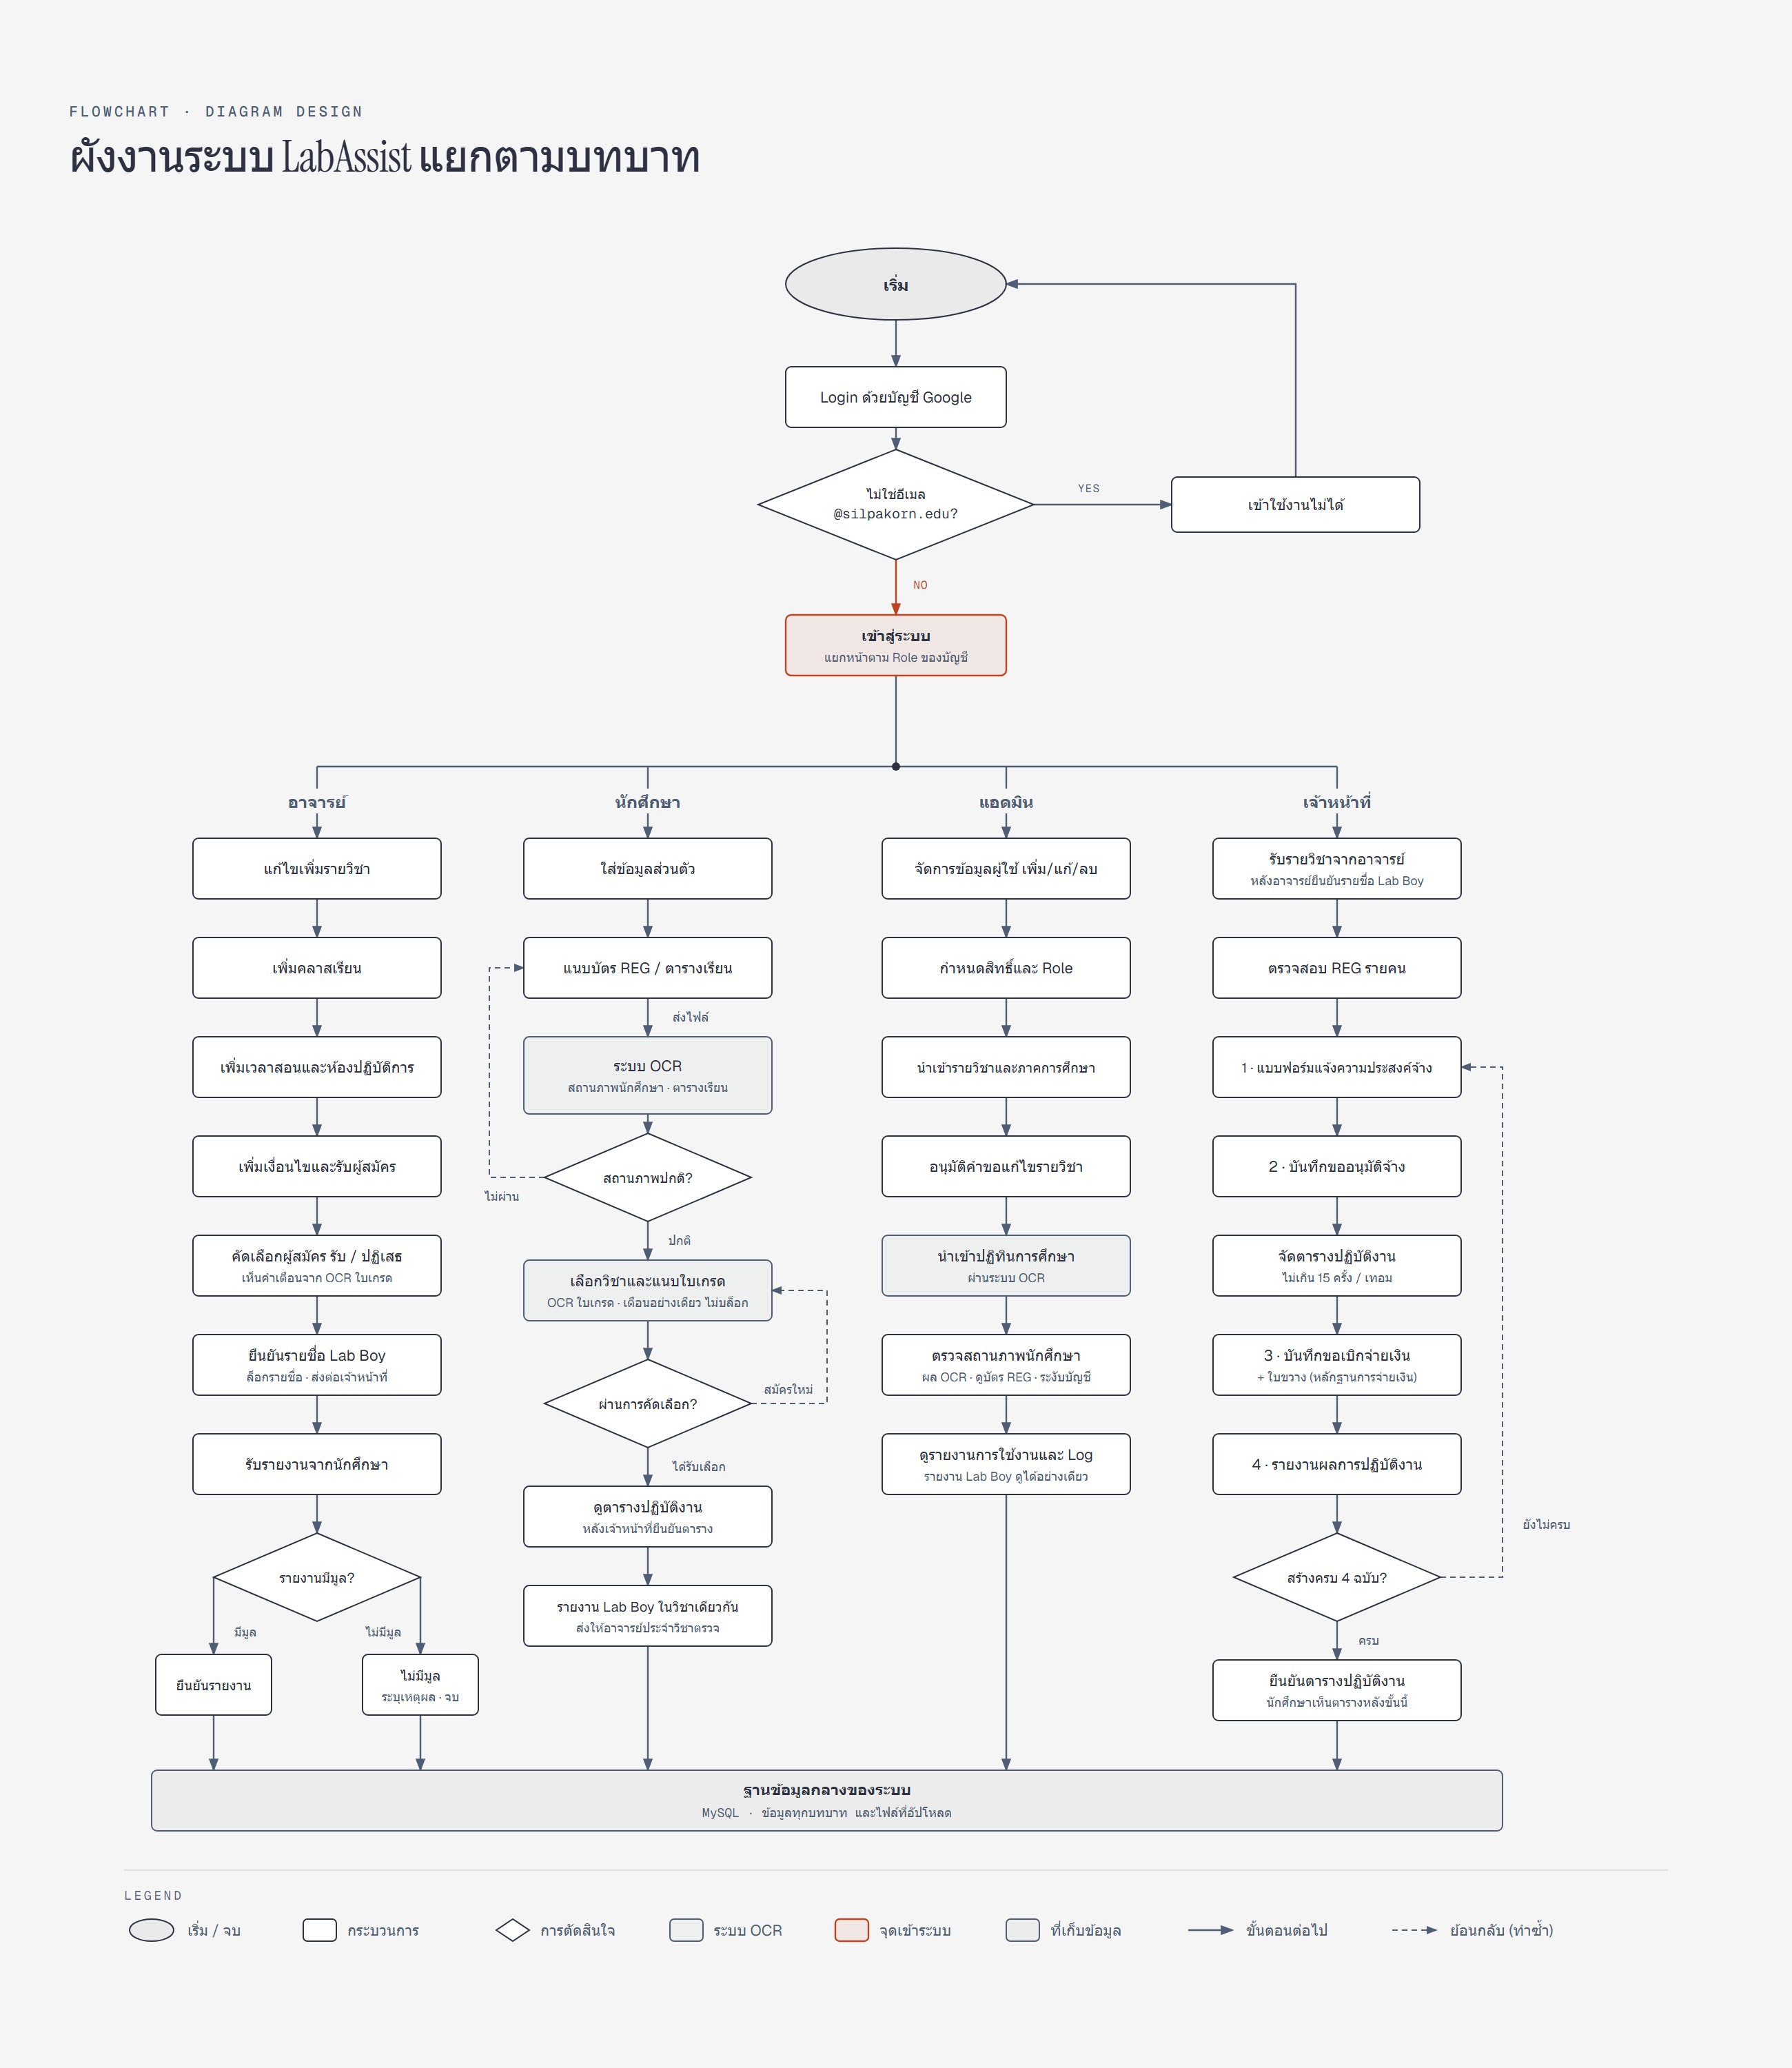 FLOWCHART · DIAGRAM DESIGN
ผังงานระบบ LabAssist แยกตามบทบาท
เริ่ม
Login ด้วยบัญชี Google
ไม่ใช่อีเมล
@silpakorn.edu?
YES
เข้าใช้งานไม่ได้
NO
เข้าสู่ระบบ
แยกหน้าตาม Role ของบัญชี
อาจารย์
แก้ไขเพิ่มรายวิชา
เพิ่มคลาสเรียน
เพิ่มเวลาสอนและห้องปฏิบัติการ
เพิ่มเงื่อนไขและรับผู้สมัคร
คัดเลือกผู้สมัคร รับ / ปฏิเสธ
เห็นคำเตือนจาก OCR ใบเกรด
ยืนยันรายชื่อ Lab Boy
ล็อกรายชื่อ · ส่งต่อเจ้าหน้าที่
รับรายงานจากนักศึกษา
รายงานมีมูล?
มีมูล
ไม่มีมูล
ยืนยันรายงาน
ไม่มีมูล
ระบุเหตุผล · จบ
นักศึกษา
ใส่ข้อมูลส่วนตัว
แนบบัตร REG / ตารางเรียน
ส่งไฟล์
ระบบ OCR
สถานภาพนักศึกษา · ตารางเรียน
สถานภาพปกติ?
ไม่ผ่าน
ปกติ
เลือกวิชาและแนบใบเกรด
OCR ใบเกรด · เตือนอย่างเดียว ไม่บล็อก
ผ่านการคัดเลือก?
สมัครใหม่
ได้รับเลือก
ดูตารางปฏิบัติงาน
หลังเจ้าหน้าที่ยืนยันตาราง
รายงาน Lab Boy ในวิชาเดียวกัน
ส่งให้อาจารย์ประจำวิชาตรวจ
แอดมิน
จัดการข้อมูลผู้ใช้ เพิ่ม/แก้/ลบ
กำหนดสิทธิ์และ Role
นำเข้ารายวิชาและภาคการศึกษา
อนุมัติคำขอแก้ไขรายวิชา
นำเข้าปฏิทินการศึกษา
ผ่านระบบ OCR
ตรวจสถานภาพนักศึกษา
ผล OCR · ดูบัตร REG · ระงับบัญชี
ดูรายงานการใช้งานและ Log
รายงาน Lab Boy ดูได้อย่างเดียว
เจ้าหน้าที่
รับรายวิชาจากอาจารย์
หลังอาจารย์ยืนยันรายชื่อ Lab Boy
ตรวจสอบ REG รายคน
1 · แบบฟอร์มแจ้งความประสงค์จ้าง
2 · บันทึกขออนุมัติจ้าง
จัดตารางปฏิบัติงาน
ไม่เกิน 15 ครั้ง / เทอม
3 · บันทึกขอเบิกจ่ายเงิน
+ ใบขวาง (หลักฐานการจ่ายเงิน)
4 · รายงานผลการปฏิบัติงาน
ยังไม่ครบ
สร้างครบ 4 ฉบับ?
ครบ
ยืนยันตารางปฏิบัติงาน
นักศึกษาเห็นตารางหลังขั้นนี้
ฐานข้อมูลกลางของระบบ
MySQL · ข้อมูลทุกบทบาท และไฟล์ที่อัปโหลด
LEGEND
เริ่ม / จบ
กระบวนการ
การตัดสินใจ
ระบบ OCR
จุดเข้าระบบ
ที่เก็บข้อมูล
ขั้นตอนต่อไป
ย้อนกลับ (ทำซ้ำ)